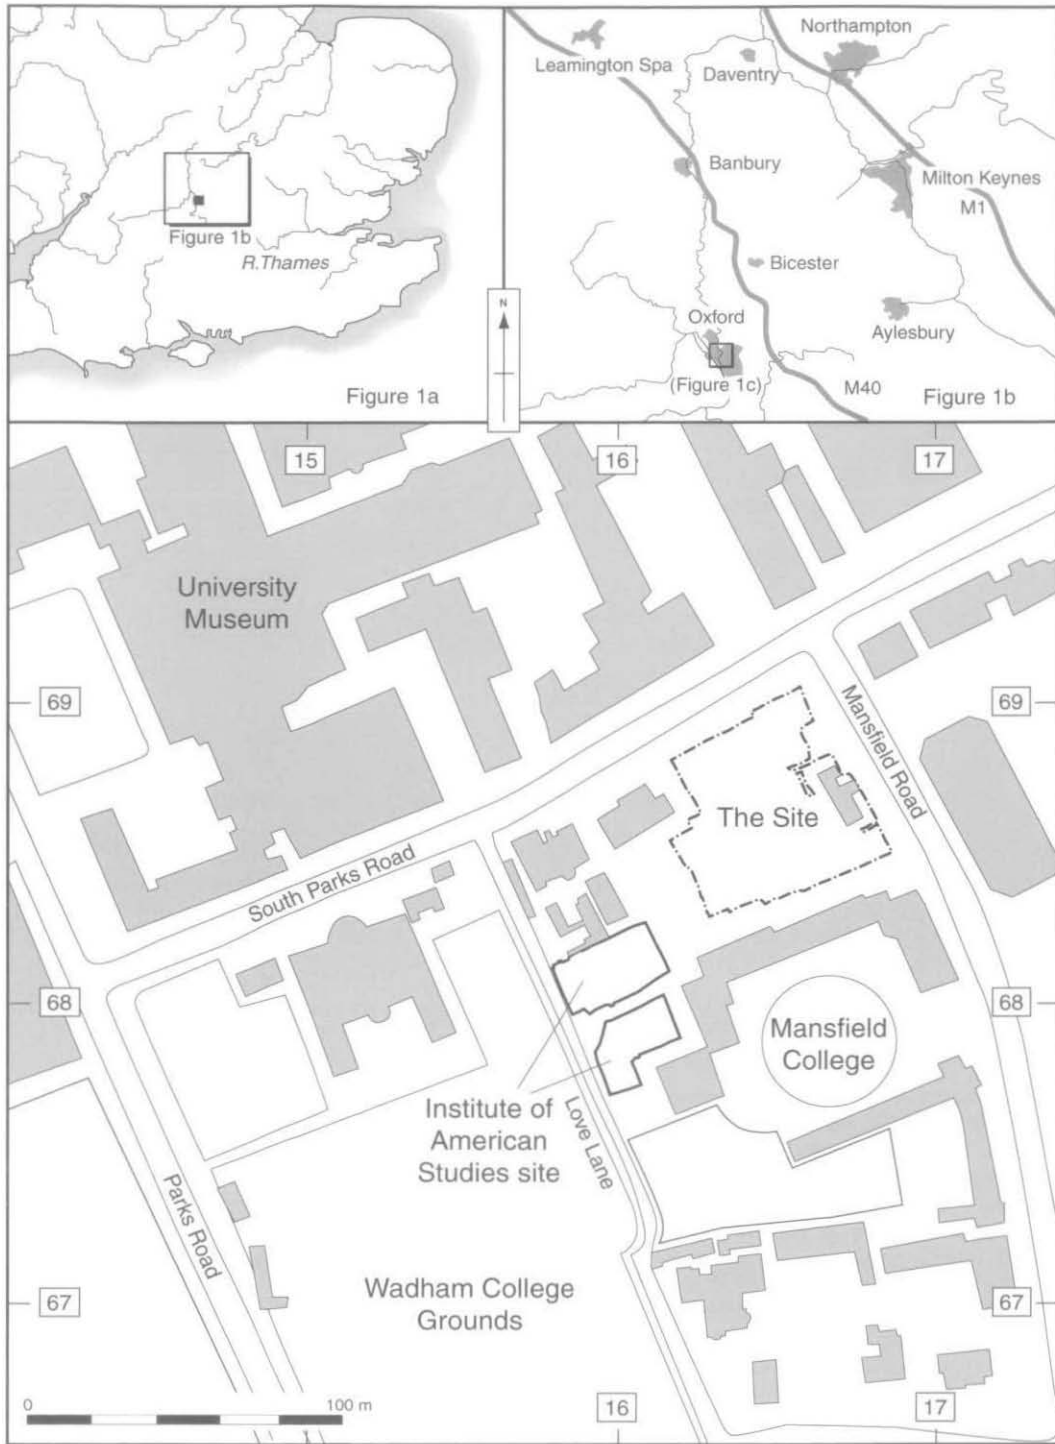 Figure 1b
R.Thames
Figure 1a
N
Northampton
Leamington Spa
Daventry
Banbury
Milton Keynes
M1
Bicester
Oxford
Aylesbury
(Figure 1c)
M40
Figure 1b
15
16
17
University
Museum
69
69
Mansfield Road
The Site
South Parks Road
68
68
Mansfield
College
Institute of
American
Studies site
Love Lane
Parks Road
Wadham College
Grounds
67
67
0
100 m
16
17